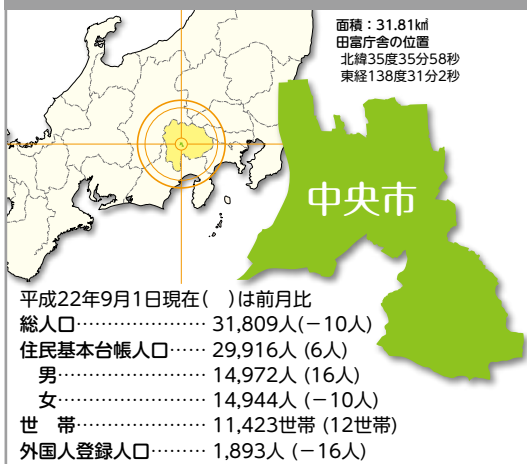 面積：31.81㎢
田富庁舎の位置
北緯35度35分58秒
東経138度31分2秒
中央市
平成22年9月1日現在(　)は前月比
総人口………………… 31,809人(－10人)
住民基本台帳人口…… 29,916人 (6人)
男………………… 14,972人 (16人)
女………………… 14,944人 (－10人)
世　帯………………… 11,423世帯 (12世帯)
外国人登録人口……… 1,893人 (－16人)